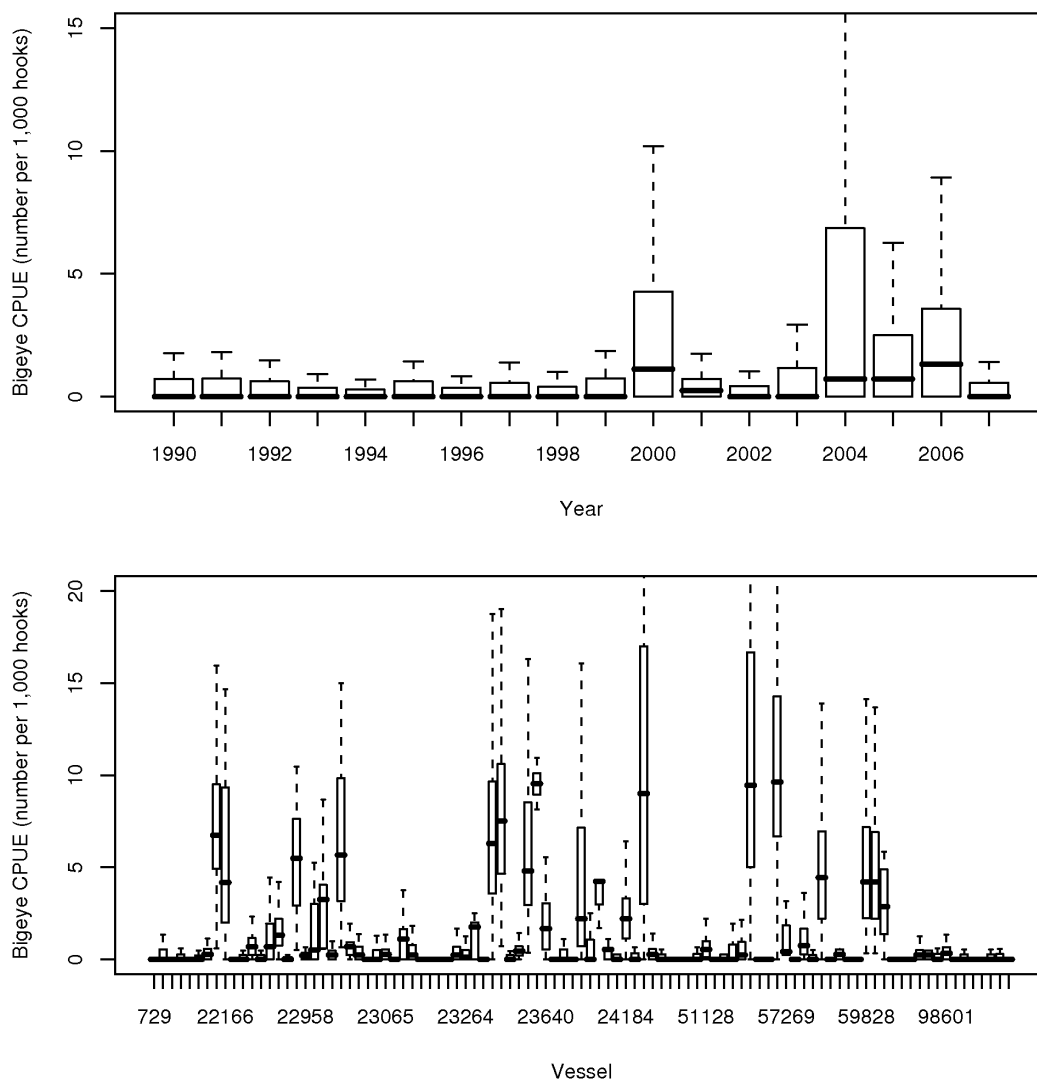 Bigeye CPUE (number per 1,000 hooks)
15
10
5
0
1990 1992 1994 1996 1998 2000 2002 2004 2006
Year
Bigeye CPUE (number per 1,000 hooks)
20
15
10
5
0
729 22166 22958 23065 23264 23640 24184 51128 57269 59828 98601
Vessel